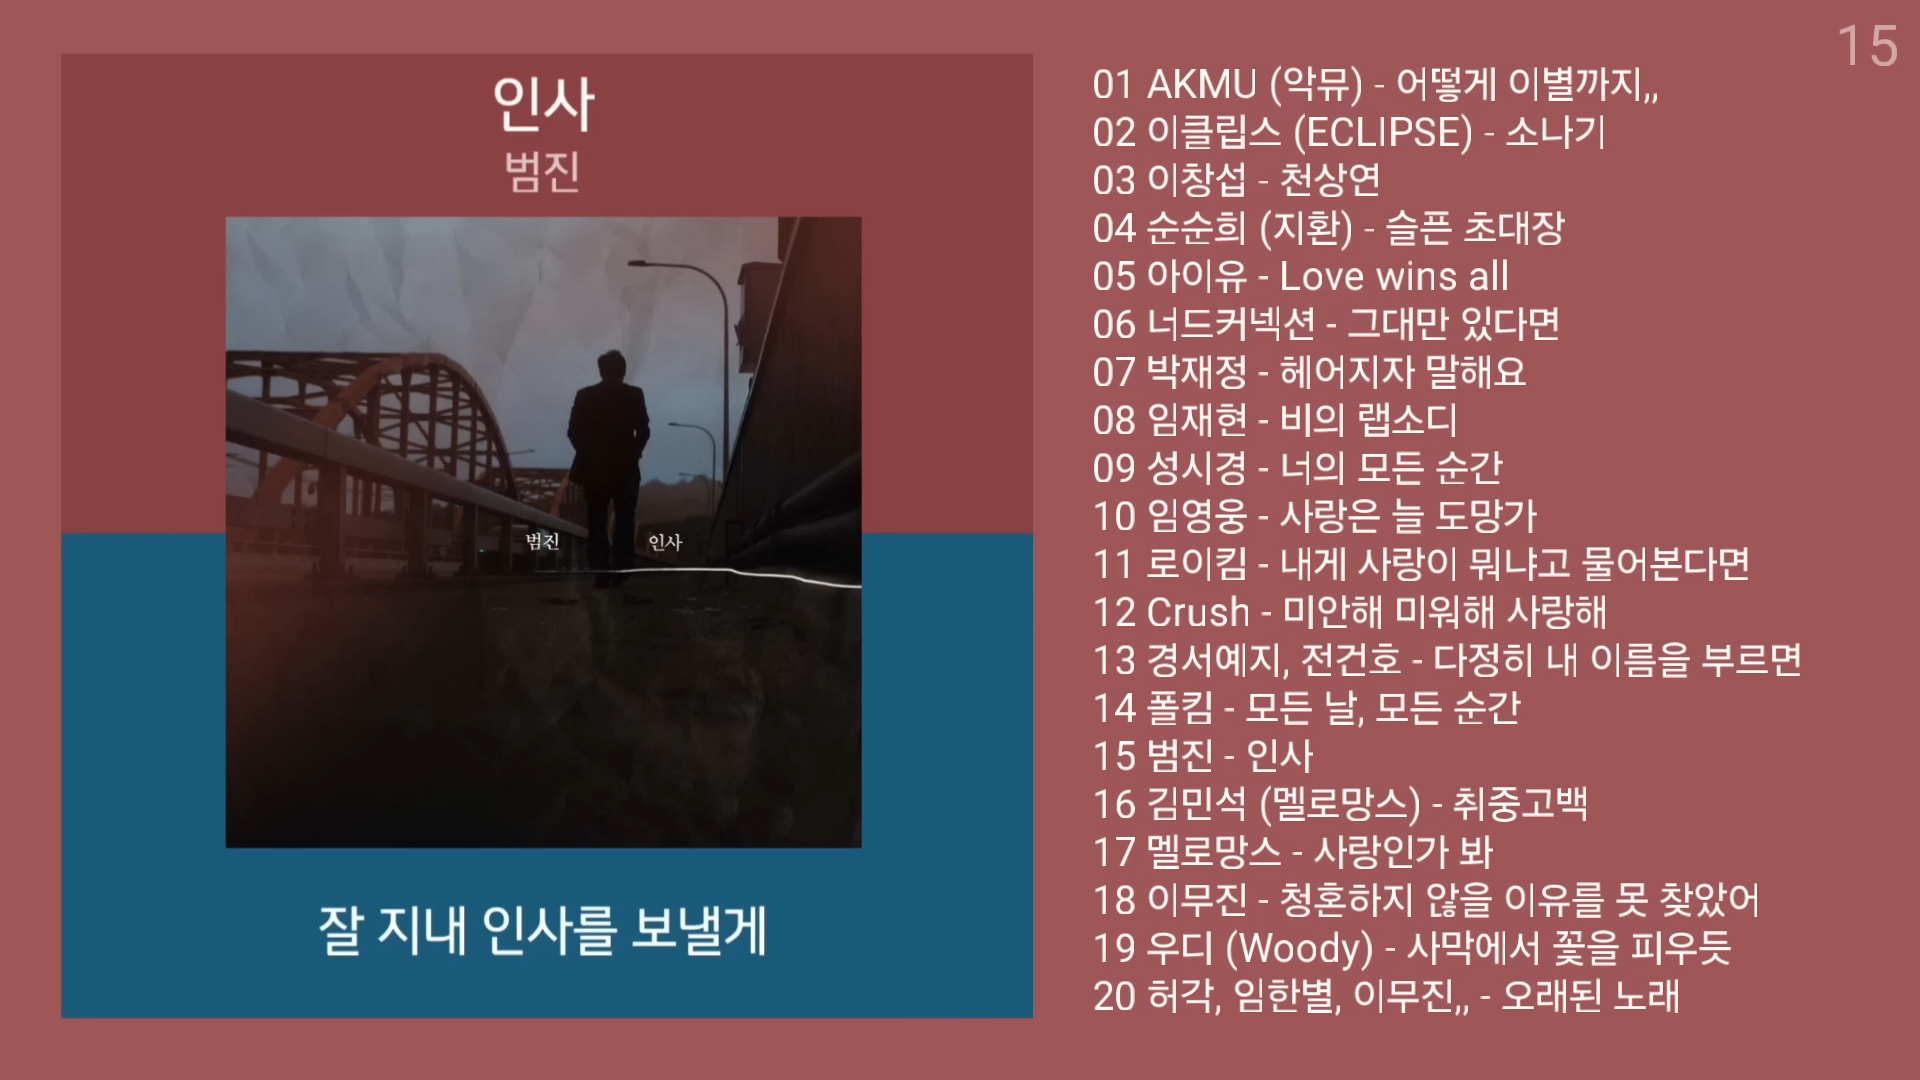 15
인사
범진
범진 인사
잘 지내 인사를 보낼게
01 AKMU (악뮤) - 어떻게 이별까지,,
02 이클립스 (ECLIPSE) - 소나기
03 이창섭 - 천상연
04 순순희 (지환) - 슬픈 초대장
05 아이유 - Love wins all
06 너드커넥션 - 그대만 있다면
07 박재정 - 헤어지자 말해요
08 임재현 - 비의 랩소디
09 성시경 - 너의 모든 순간
10 임영웅 - 사랑은 늘 도망가
11 로이킴 - 내게 사랑이 뭐냐고 물어본다면
12 Crush - 미안해 미워해 사랑해
13 경서예지, 전건호 - 다정히 내 이름을 부르면
14 폴킴 - 모든 날, 모든 순간
15 범진 - 인사
16 김민석 (멜로망스) - 취중고백
17 멜로망스 - 사랑인가 봐
18 이무진 - 청혼하지 않을 이유를 못 찾았어
19 우디 (Woody) - 사막에서 꽃을 피우듯
20 허각, 임한별, 이무진,, - 오래된 노래